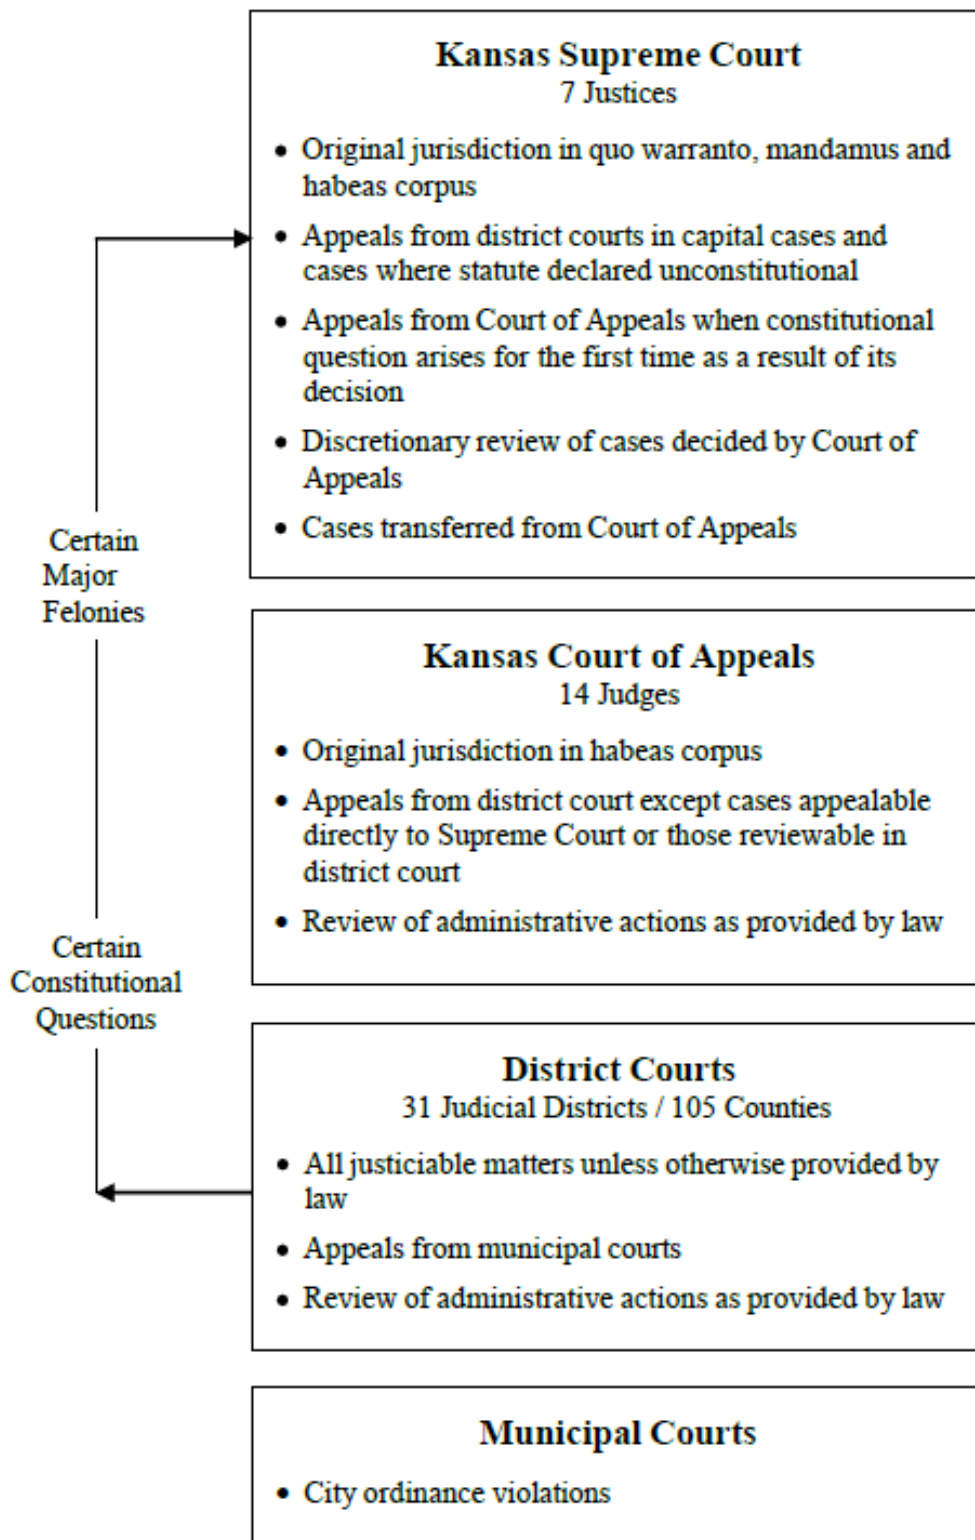 Kansas Supreme Court
7 Justices
• Original jurisdiction in quo warranto, mandamus and
habeas corpus
• Appeals from district courts in capital cases and
cases where statute declared unconstitutional
• Appeals from Court of Appeals when constitutional
question arises for the first time as a result of its
decision
• Discretionary review of cases decided by Court of
Appeals
• Cases transferred from Court of Appeals
Certain
Major
Felonies
Kansas Court of Appeals
14 Judges
• Original jurisdiction in habeas corpus
• Appeals from district court except cases appealable
directly to Supreme Court or those reviewable in
district court
• Review of administrative actions as provided by law
Certain
Constitutional
Questions
District Courts
31 Judicial Districts / 105 Counties
• All justiciable matters unless otherwise provided by
law
• Appeals from municipal courts
• Review of administrative actions as provided by law
Municipal Courts
• City ordinance violations